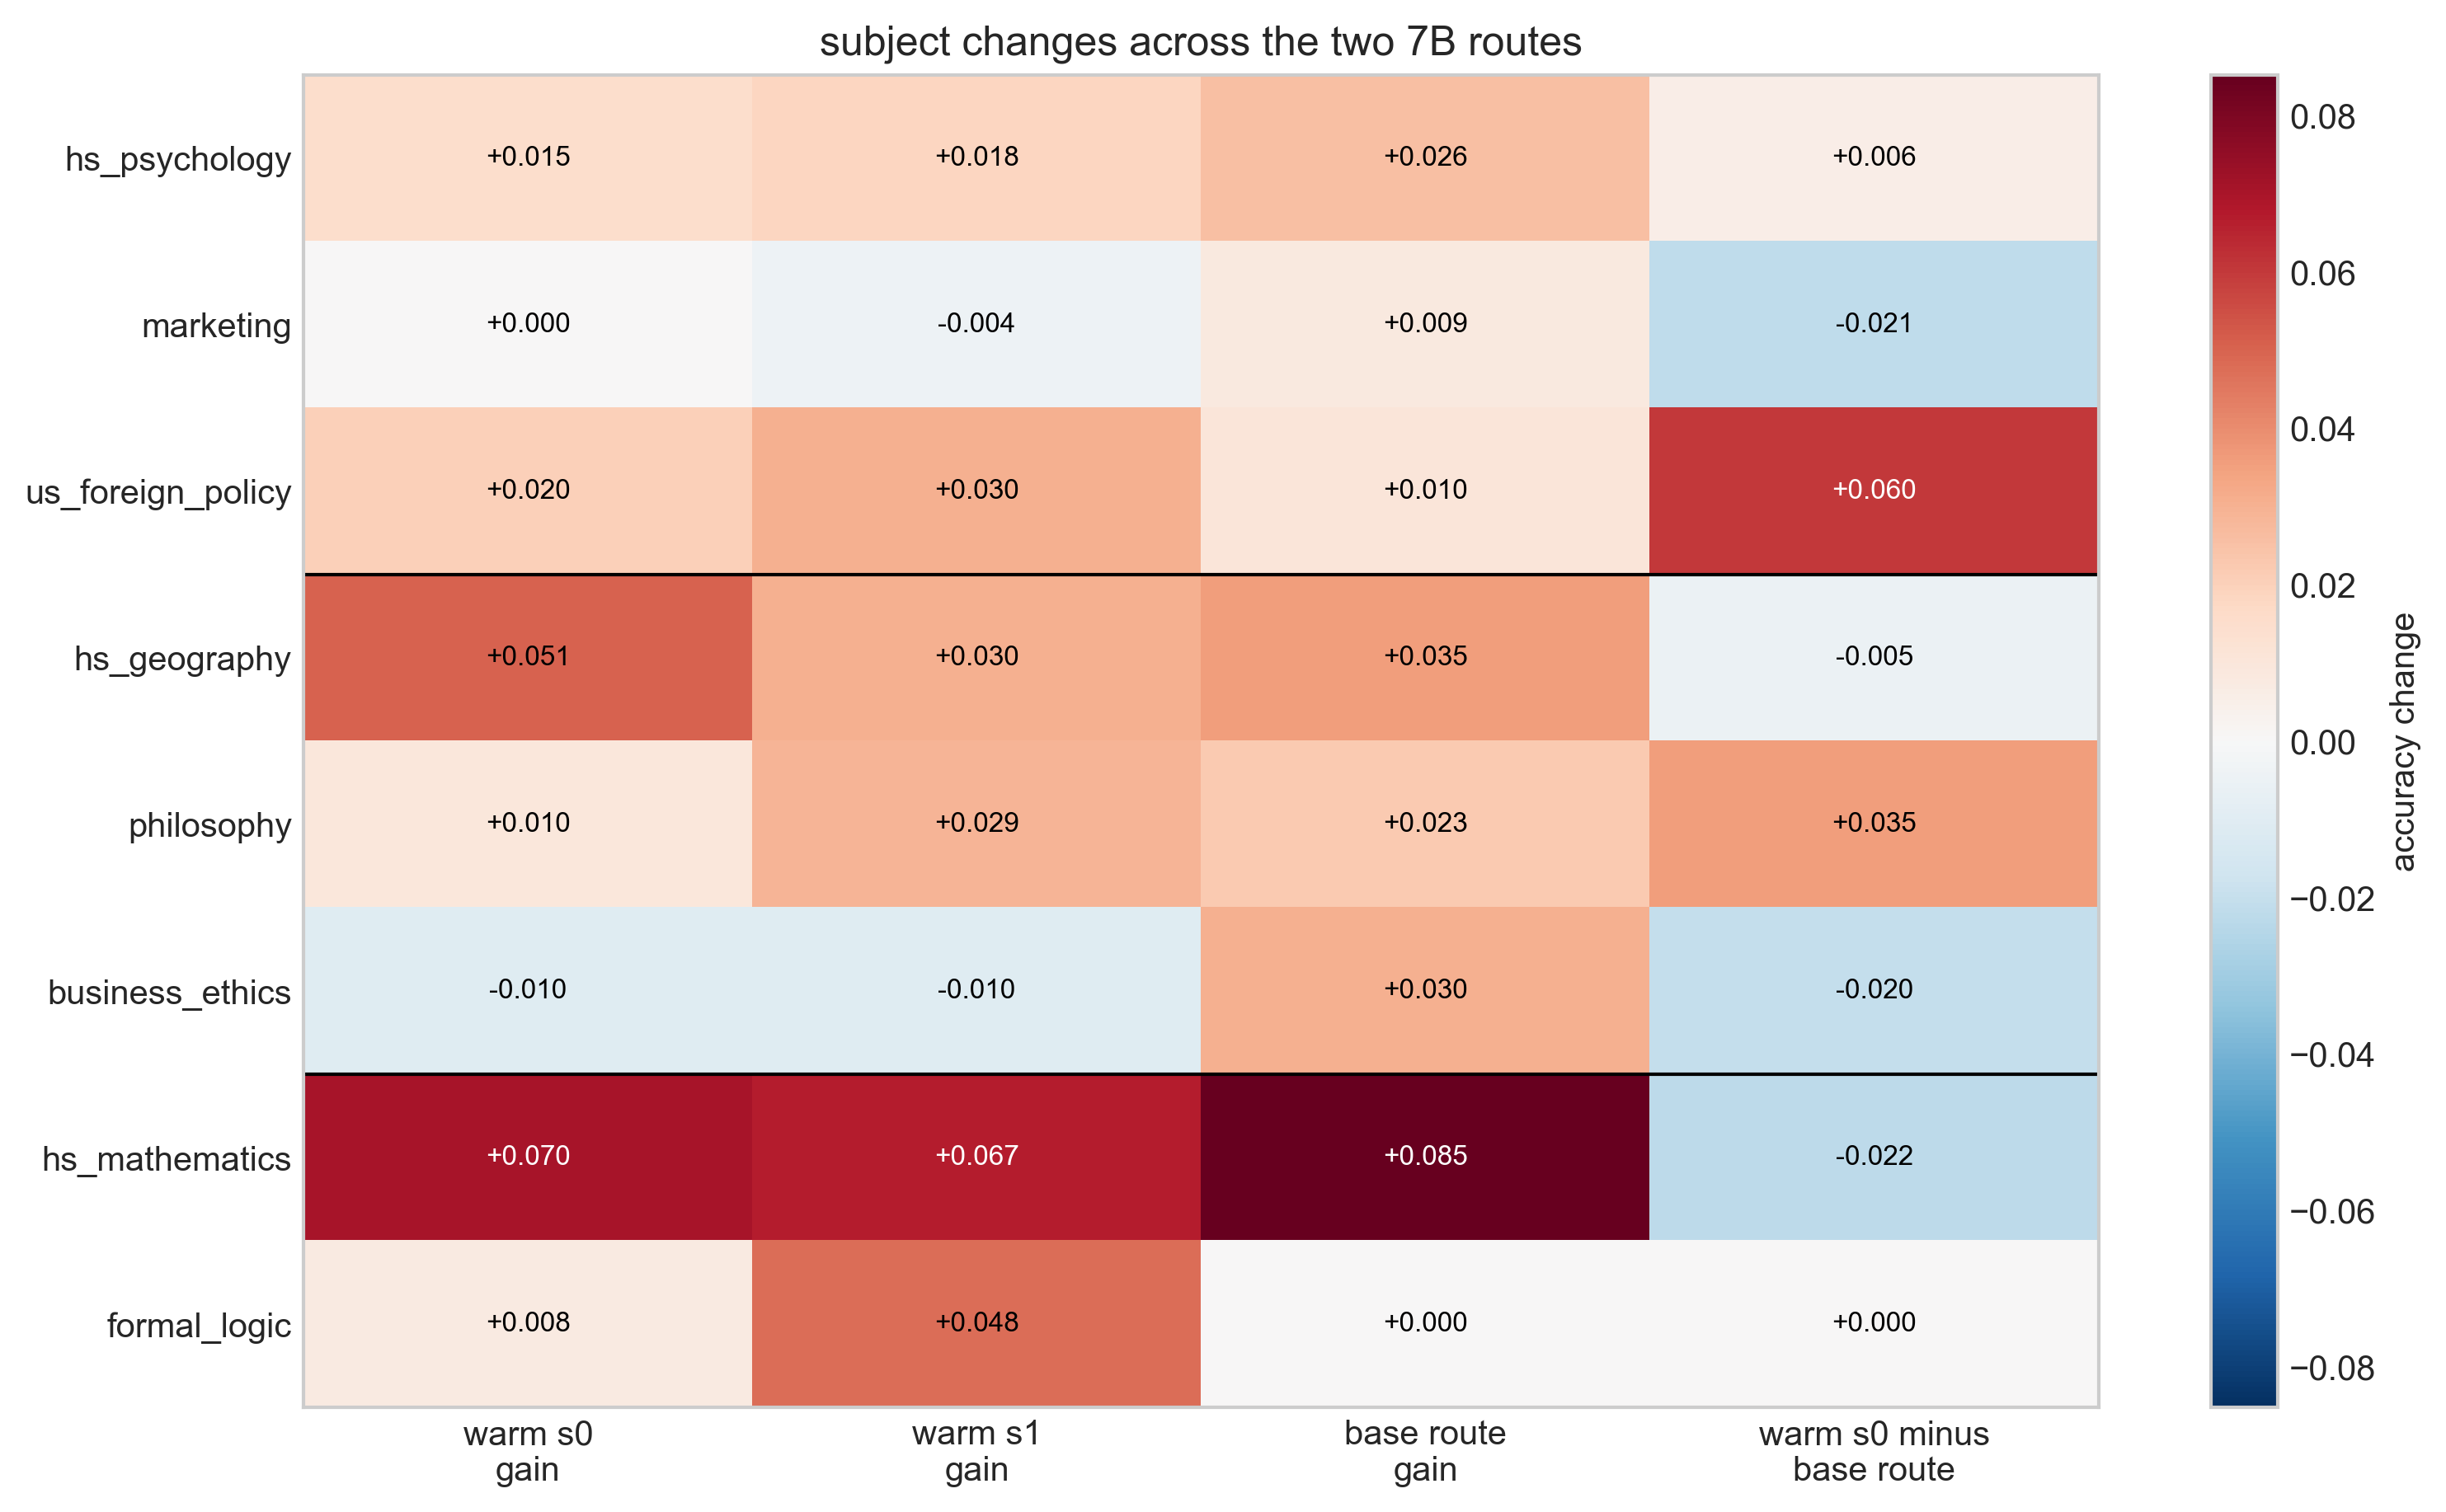 subject changes across the two 7B routes
hs_psychology +0.015 +0.018 +0.026 +0.006
marketing +0.000 -0.004 +0.009 -0.021
us_foreign_policy +0.020 +0.030 +0.010 +0.060
hs_geography +0.051 +0.030 +0.035 -0.005
philosophy +0.010 +0.029 +0.023 +0.035
business_ethics -0.010 -0.010 +0.030 -0.020
hs_mathematics +0.070 +0.067 +0.085 -0.022
formal_logic +0.008 +0.048 +0.000 +0.000
warm s0
gain
warm s1
gain
base route
gain
warm s0 minus
base route
0.08
0.06
0.04
0.02
0.00
−0.02
−0.04
−0.06
−0.08
accuracy change